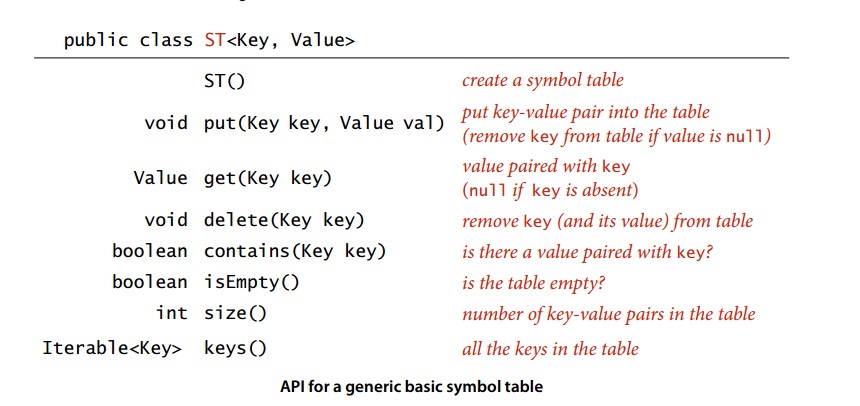 public class ST<Key, Value>
ST() create a symbol table
void put(Key key, Value val) put key-value pair into the table
(remove key from table if value is null)
Value get(Key key) value paired with key
(null if key is absent)
void delete(Key key) remove key (and its value) from table
boolean contains(Key key) is there a value paired with key?
boolean isEmpty() is the table empty?
int size() number of key-value pairs in the table
Iterable<Key> keys() all the keys in the table
API for a generic basic symbol table